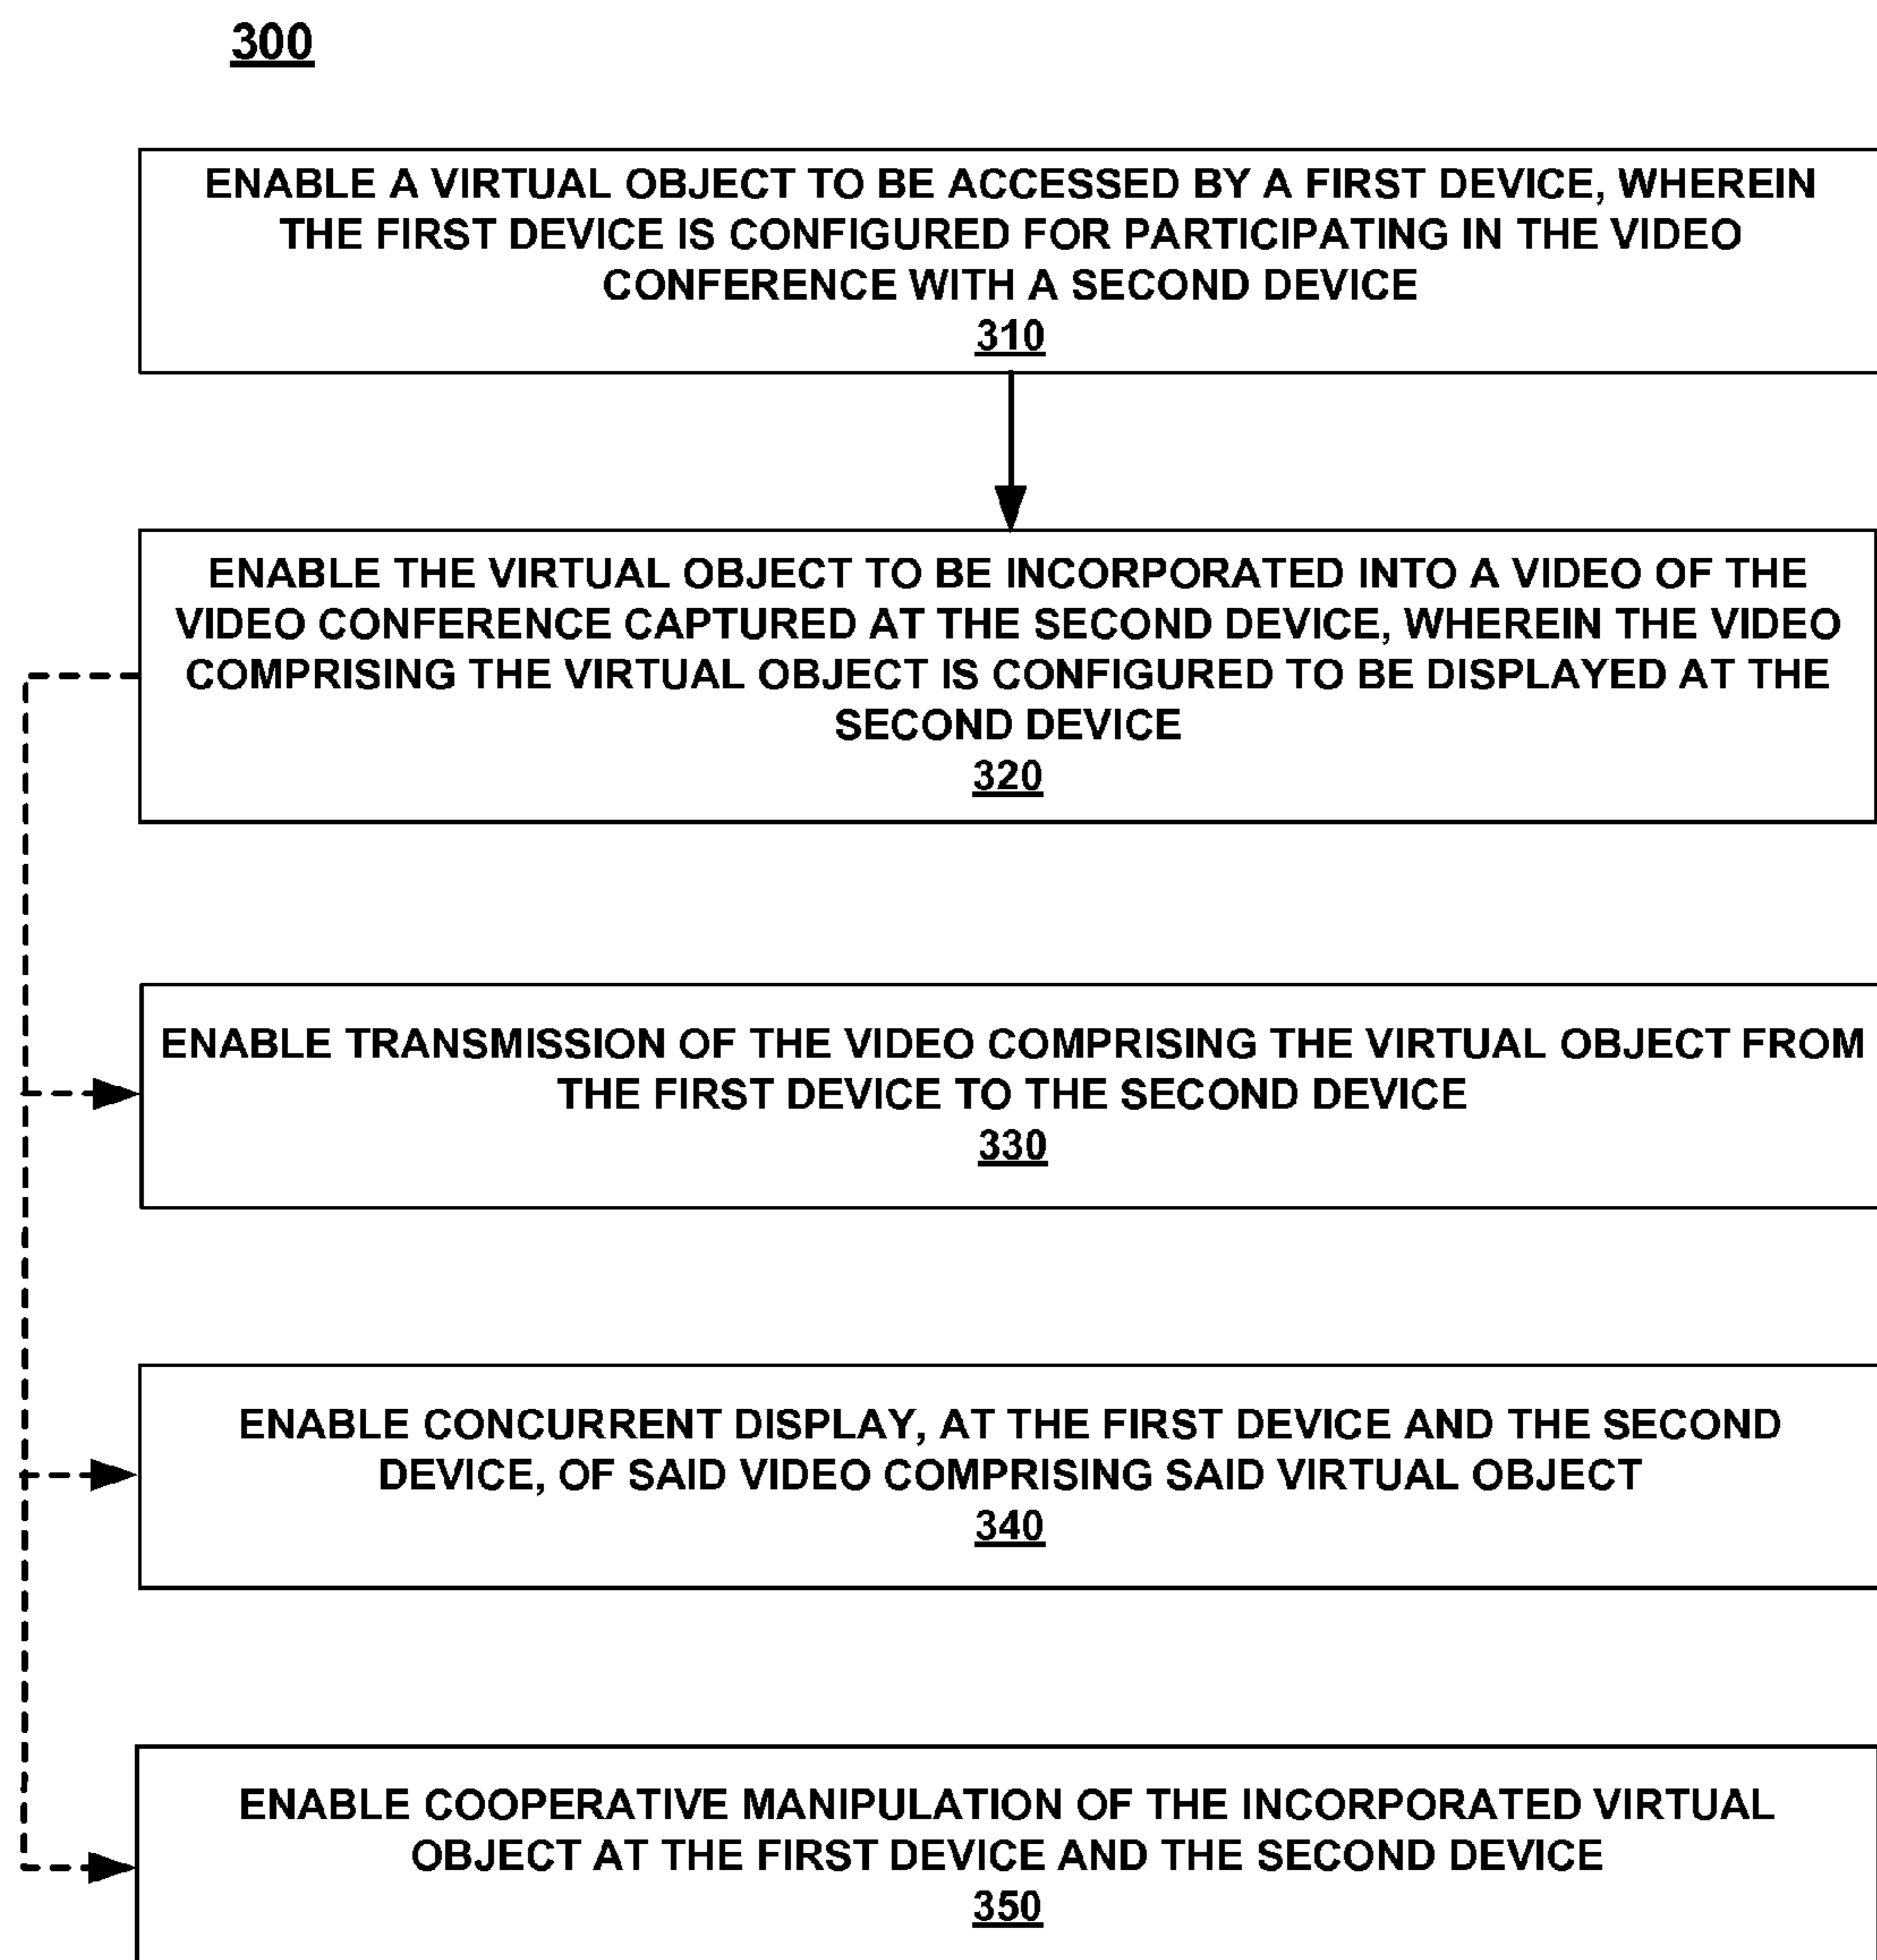 300
ENABLE A VIRTUAL OBJECT TO BE ACCESSED BY A FIRST DEVICE, WHEREIN
THE FIRST DEVICE IS CONFIGURED FOR PARTICIPATING IN THE VIDEO
CONFERENCE WITH A SECOND DEVICE
310
ENABLE THE VIRTUAL OBJECT TO BE INCORPORATED INTO A VIDEO OF THE
VIDEO CONFERENCE CAPTURED AT THE SECOND DEVICE, WHEREIN THE VIDEO
COMPRISING THE VIRTUAL OBJECT IS CONFIGURED TO BE DISPLAYED AT THE
SECOND DEVICE
320
ENABLE TRANSMISSION OF THE VIDEO COMPRISING THE VIRTUAL OBJECT FROM
THE FIRST DEVICE TO THE SECOND DEVICE
330
ENABLE CONCURRENT DISPLAY, AT THE FIRST DEVICE AND THE SECOND
DEVICE, OF SAID VIDEO COMPRISING SAID VIRTUAL OBJECT
340
ENABLE COOPERATIVE MANIPULATION OF THE INCORPORATED VIRTUAL
OBJECT AT THE FIRST DEVICE AND THE SECOND DEVICE
350